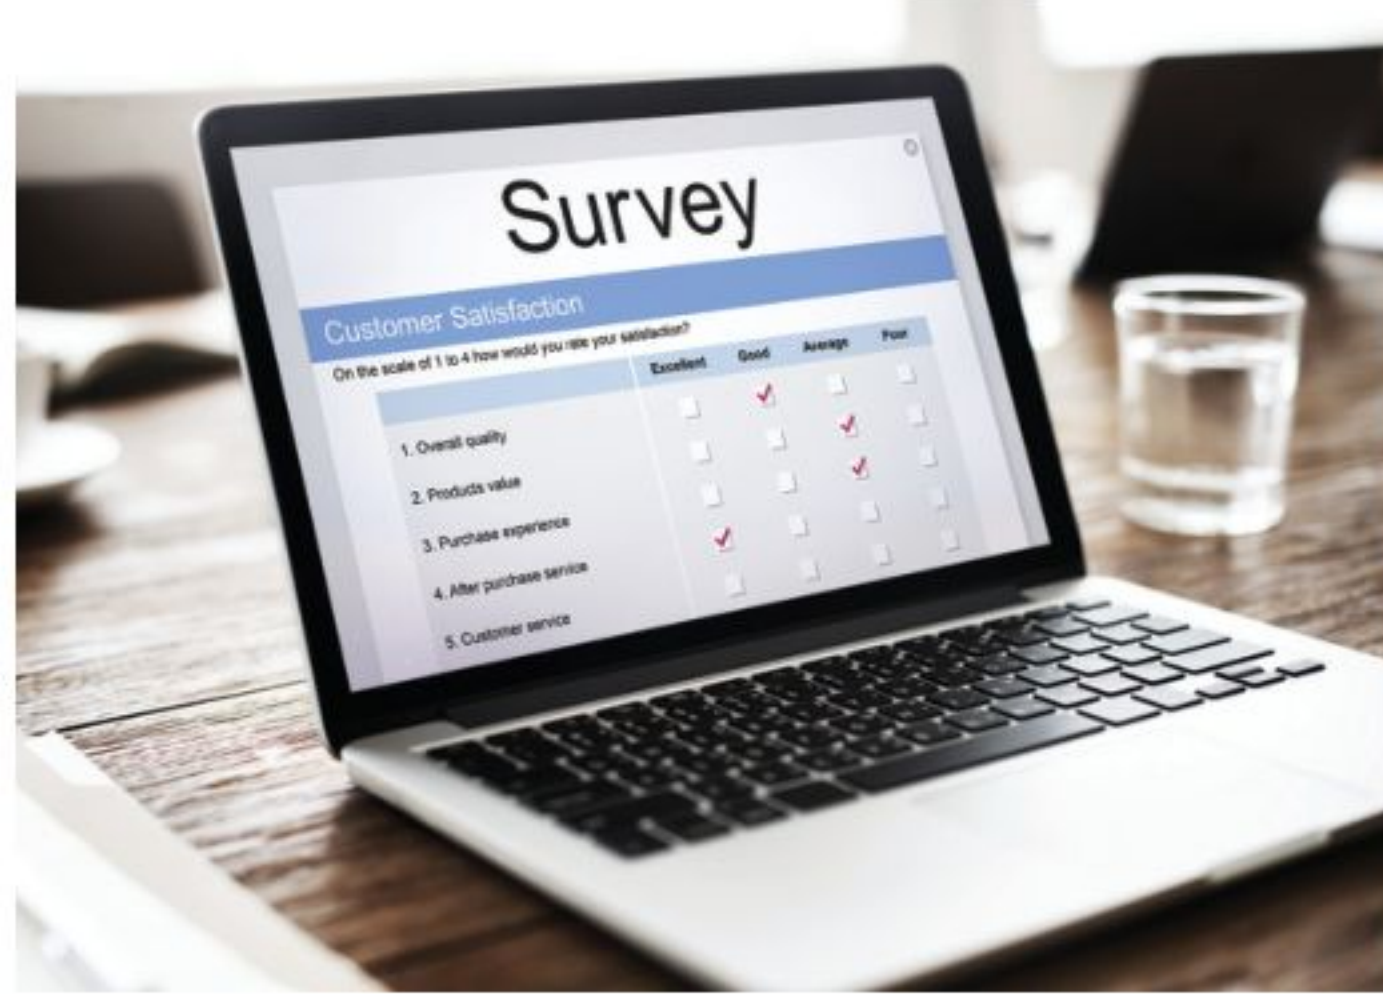 Survey
Customer Satisfaction
On the scale of 1 to 4 how would you rate your satisfaction?
Excellent Good Average Poor
1. Overall quality
2. Products value
3. Purchase experience
4. After purchase service
5. Customer service